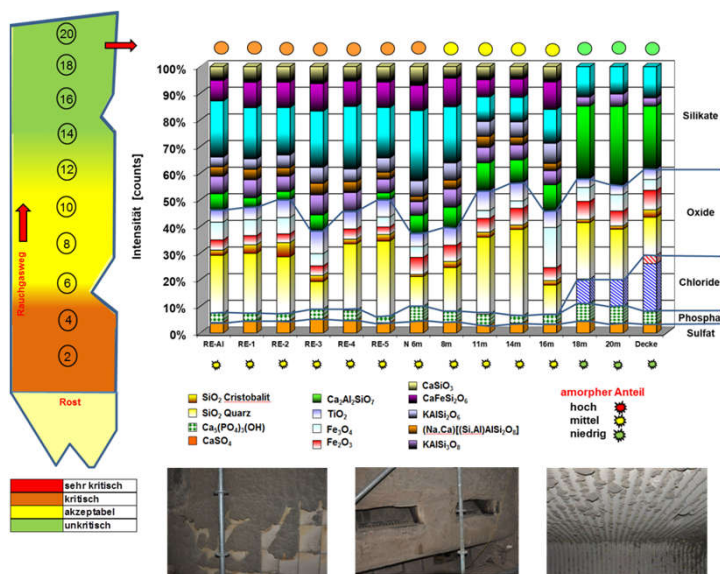 20
18
16
14
12
10
8
6
4
2
Rauchgasweg
Rost
sehr kritisch
kritisch
akzeptabel
unkritisch
Intensität [counts]
100%
90%
80%
70%
60%
50%
40%
30%
20%
10%
0%
Silikate
Oxide
Chloride
Phospha
Sulfat
RE-Al RE-1 RE-2 RE-3 RE-4 RE-5 N 6m 8m 11m 14m 16m 18m 20m Decke
SiO₂ Cristobalit
SiO₂ Quarz
Ca₅(PO₄)₃(OH)
CaSO₄
Ca₂Al₂SiO₇
TiO₂
Fe₃O₄
Fe₂O₃
CaSiO₃
CaFeSi₂O₆
KAlSi₂O₆
(Na,Ca)[(Si,Al)AlSi₂O₈]
KAlSi₃O₈
amorpher Anteil
hoch
mittel
niedrig